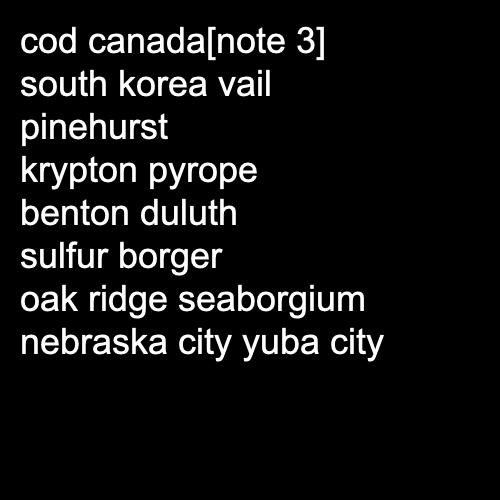 cod canada[note 3]
south korea vail
pinehurst
krypton pyrope
benton duluth
sulfur borger
oak ridge seaborgium
nebraska city yuba city